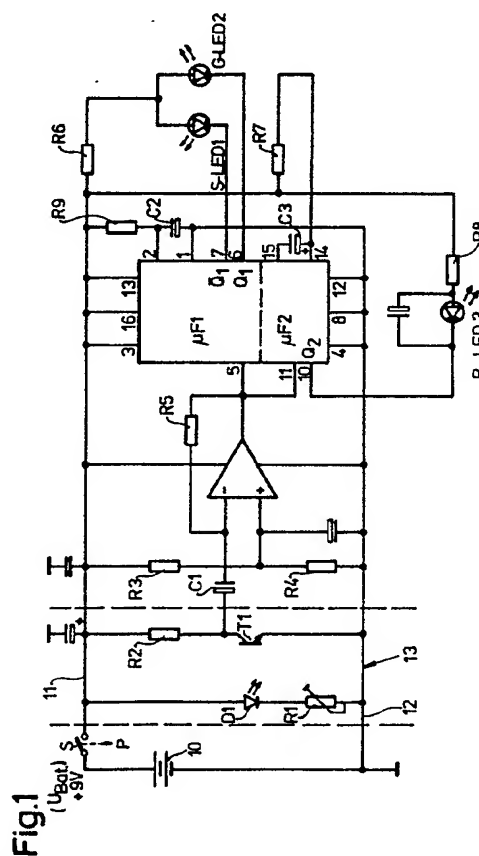 Fig.1
(U Bat)
+9V
S
P
10
11
12
13
D1
R1
R2
T1
C1
R3
R4
R5
3
16
13
2
1
7
6
15
14
5
11
10
4
8
12
µF1
µF2
Q̅1
Q1
Q2
R9
C2
R6
S-LED1
G-LED2
C3
R7
R8
R-LED3